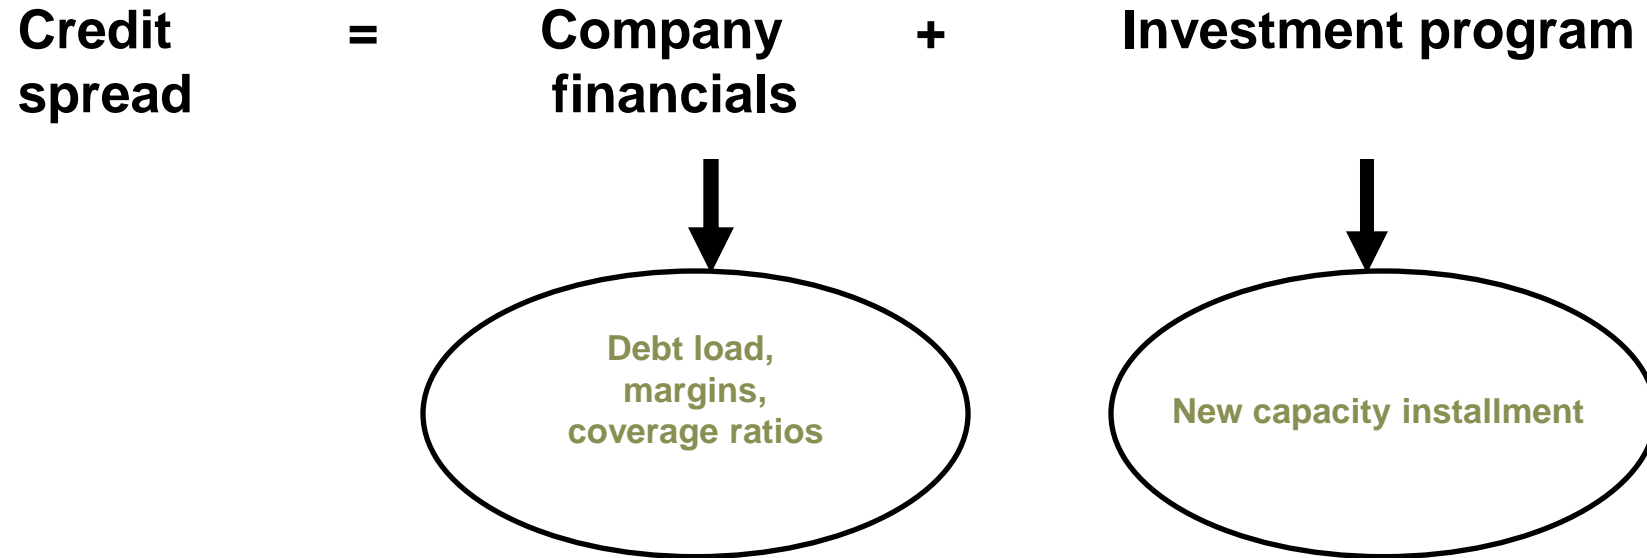 Credit = Company + Investment program
spread financials
Debt load,
margins,
coverage ratios
New capacity installment